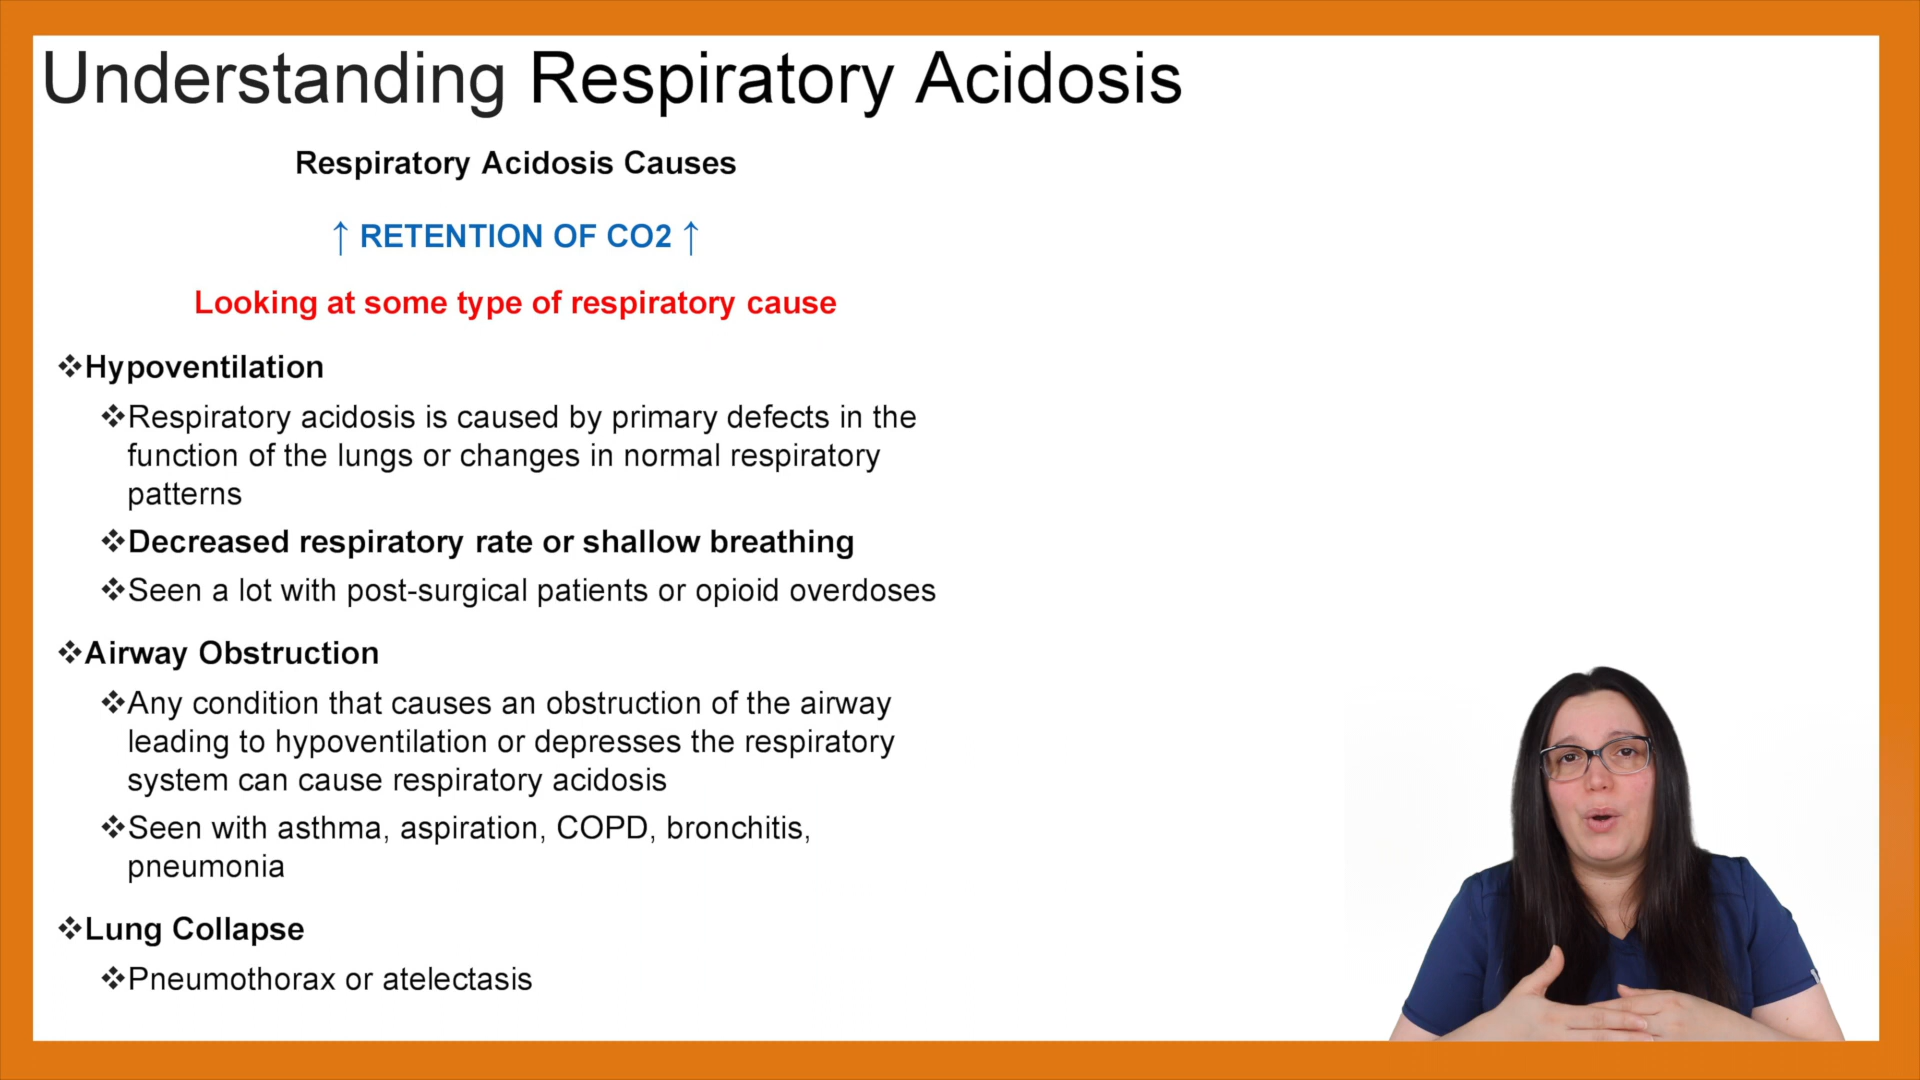 Understanding Respiratory Acidosis
Respiratory Acidosis Causes
↑ RETENTION OF CO2 ↑
Looking at some type of respiratory cause
❖Hypoventilation
❖Respiratory acidosis is caused by primary defects in the
function of the lungs or changes in normal respiratory
patterns
❖Decreased respiratory rate or shallow breathing
❖Seen a lot with post-surgical patients or opioid overdoses
❖Airway Obstruction
❖Any condition that causes an obstruction of the airway
leading to hypoventilation or depresses the respiratory
system can cause respiratory acidosis
❖Seen with asthma, aspiration, COPD, bronchitis,
pneumonia
❖Lung Collapse
❖Pneumothorax or atelectasis